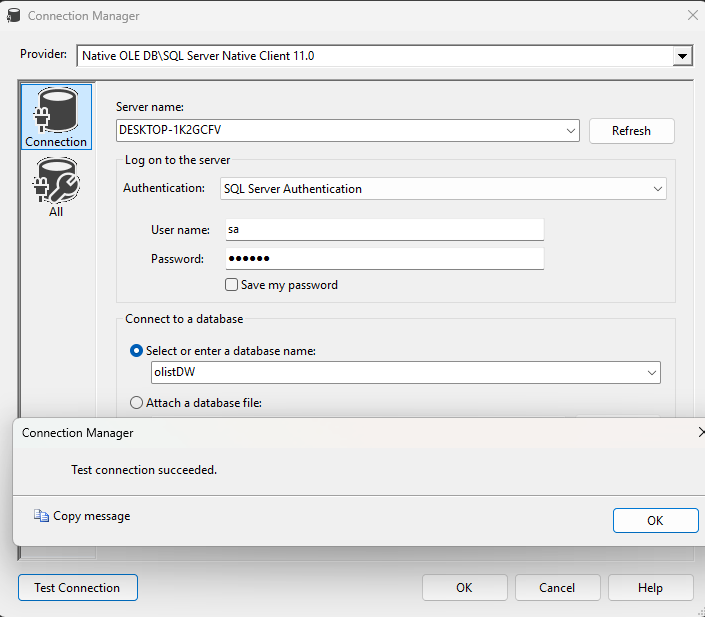 Connection Manager
Provider: Native OLE DB\SQL Server Native Client 11.0
Connection
All
Server name:
DESKTOP-1K2GCFV
Refresh
Log on to the server
Authentication: SQL Server Authentication
User name: sa
Password: ●●●●●●
Save my password
Connect to a database
Select or enter a database name:
olistDW
Attach a database file:
Connection Manager
Test connection succeeded.
Copy message
OK
Test Connection
OK
Cancel
Help